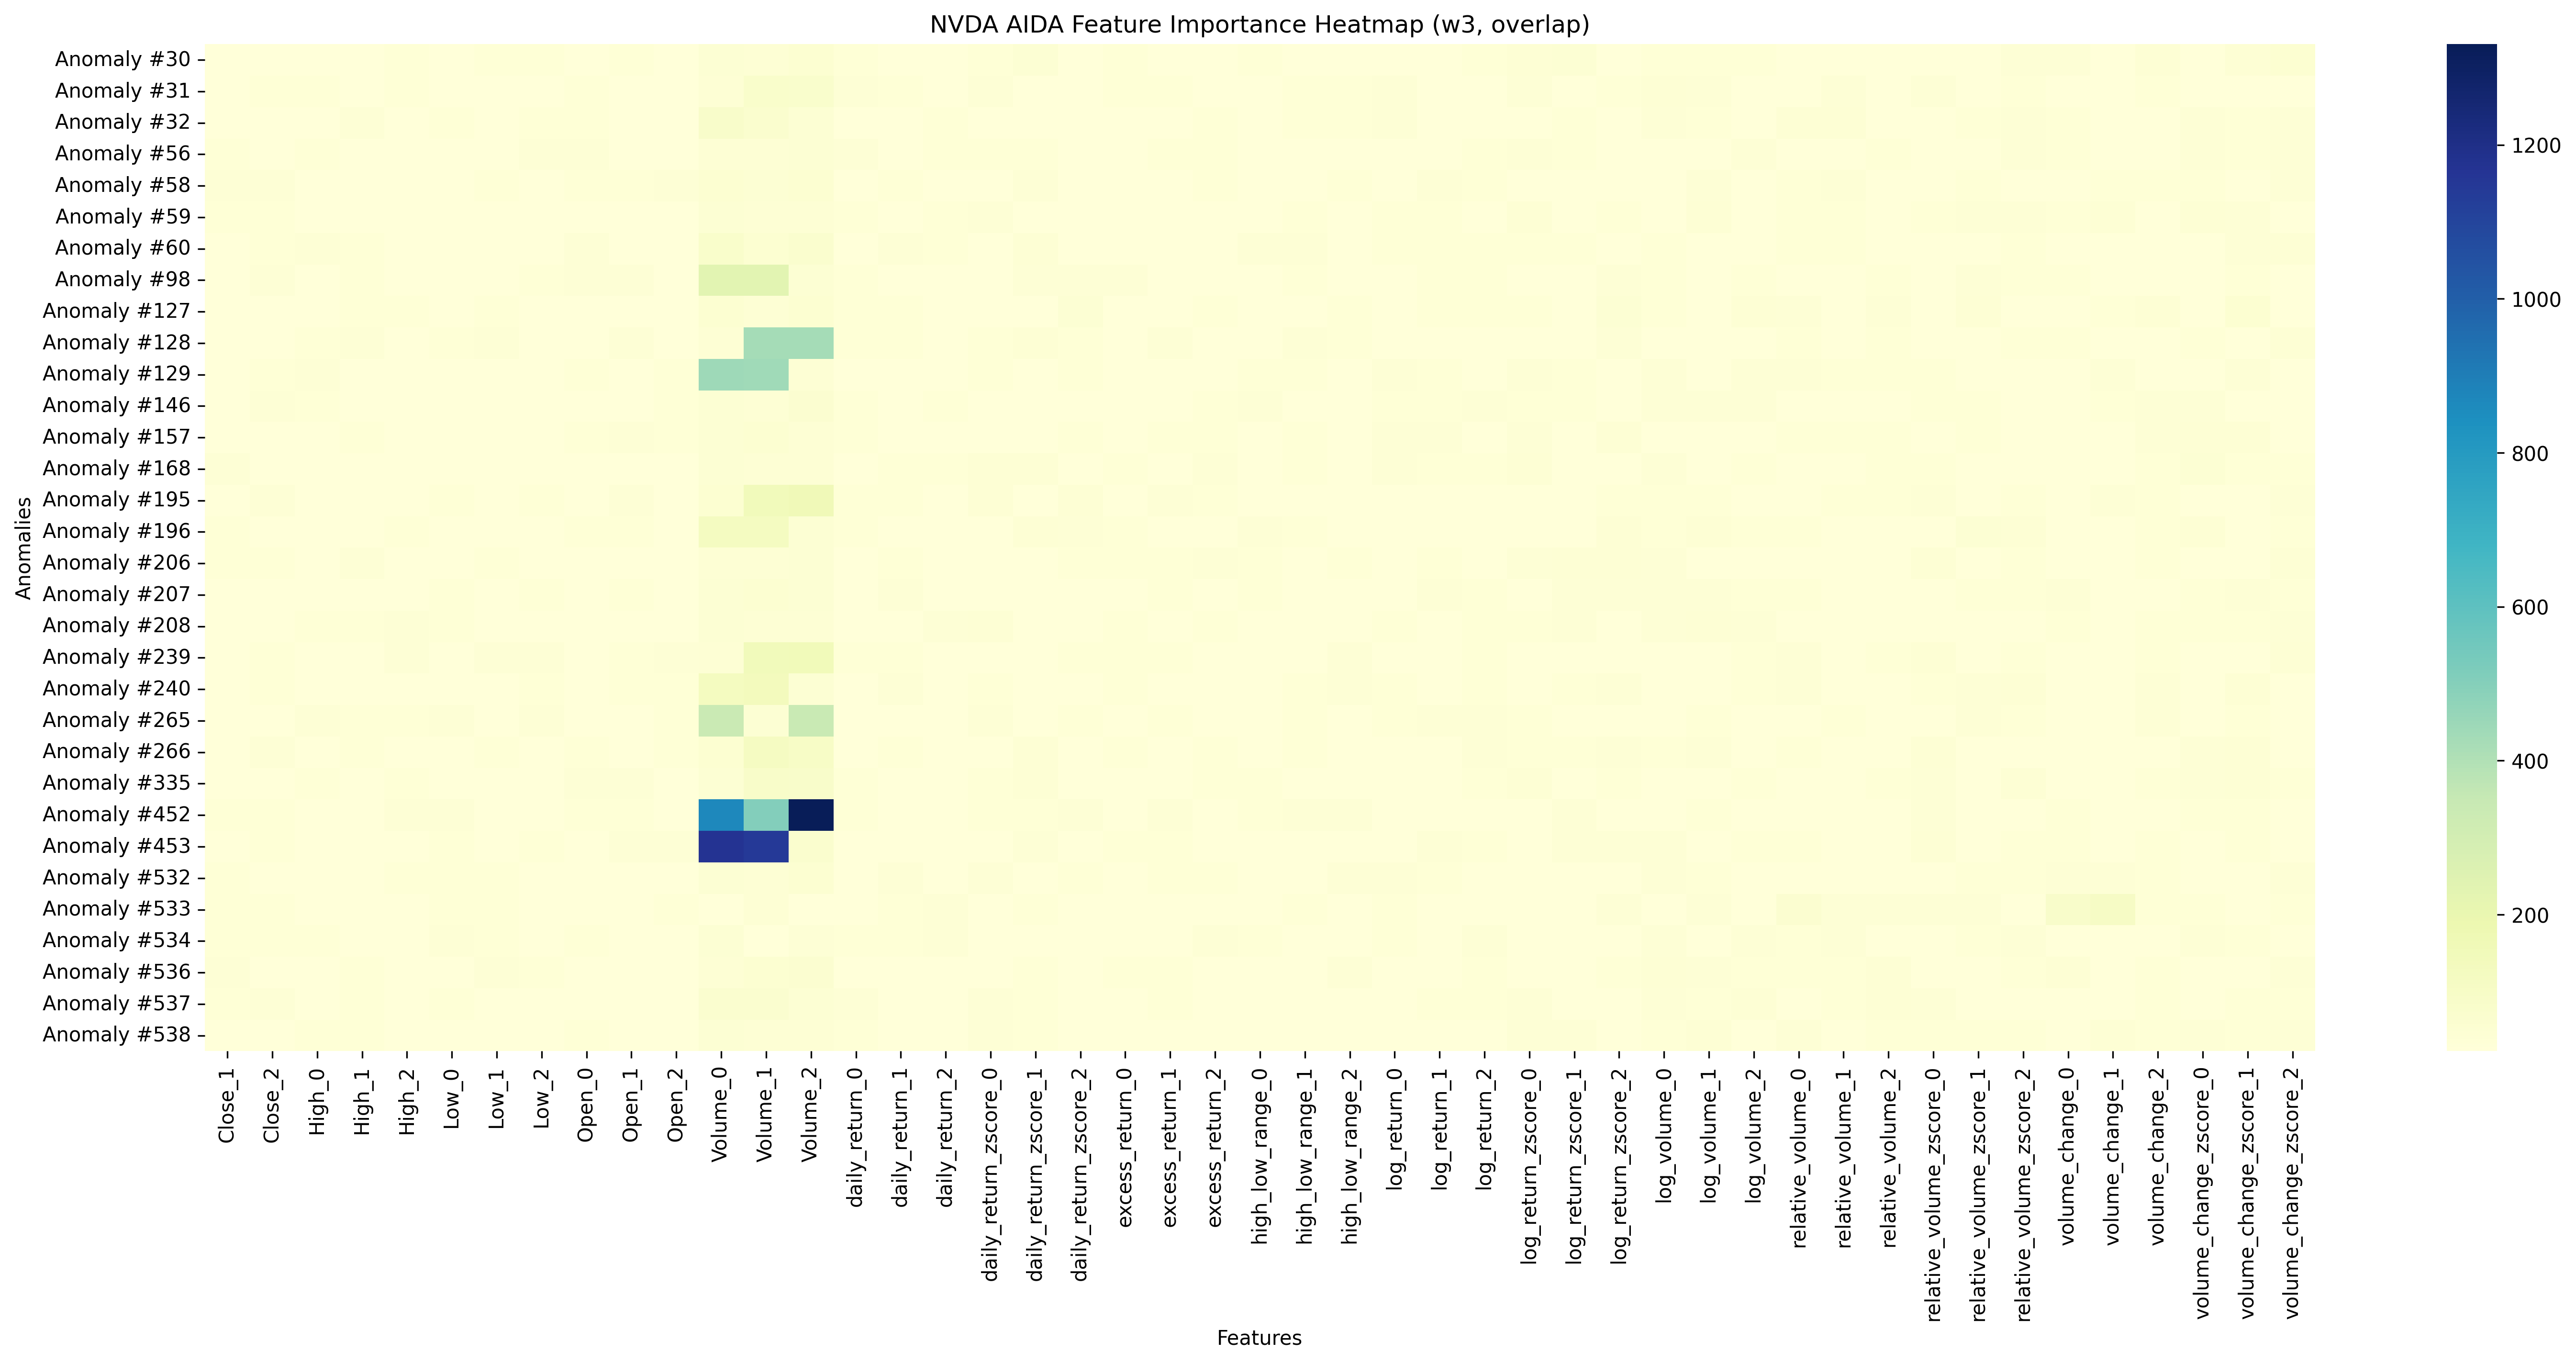 NVDA AIDA Feature Importance Heatmap (w3, overlap)
Anomalies
Anomaly #30
Anomaly #31
Anomaly #32
Anomaly #56
Anomaly #58
Anomaly #59
Anomaly #60
Anomaly #98
Anomaly #127
Anomaly #128
Anomaly #129
Anomaly #146
Anomaly #157
Anomaly #168
Anomaly #195
Anomaly #196
Anomaly #206
Anomaly #207
Anomaly #208
Anomaly #239
Anomaly #240
Anomaly #265
Anomaly #266
Anomaly #335
Anomaly #452
Anomaly #453
Anomaly #532
Anomaly #533
Anomaly #534
Anomaly #536
Anomaly #537
Anomaly #538
Close_1
Close_2
High_0
High_1
High_2
Low_0
Low_1
Low_2
Open_0
Open_1
Open_2
Volume_0
Volume_1
Volume_2
daily_return_0
daily_return_1
daily_return_2
daily_return_zscore_0
daily_return_zscore_1
daily_return_zscore_2
excess_return_0
excess_return_1
excess_return_2
high_low_range_0
high_low_range_1
high_low_range_2
log_return_0
log_return_1
log_return_2
log_return_zscore_0
log_return_zscore_1
log_return_zscore_2
log_volume_0
log_volume_1
log_volume_2
relative_volume_0
relative_volume_1
relative_volume_2
relative_volume_zscore_0
relative_volume_zscore_1
relative_volume_zscore_2
volume_change_0
volume_change_1
volume_change_2
volume_change_zscore_0
volume_change_zscore_1
volume_change_zscore_2
Features
1200
1000
800
600
400
200